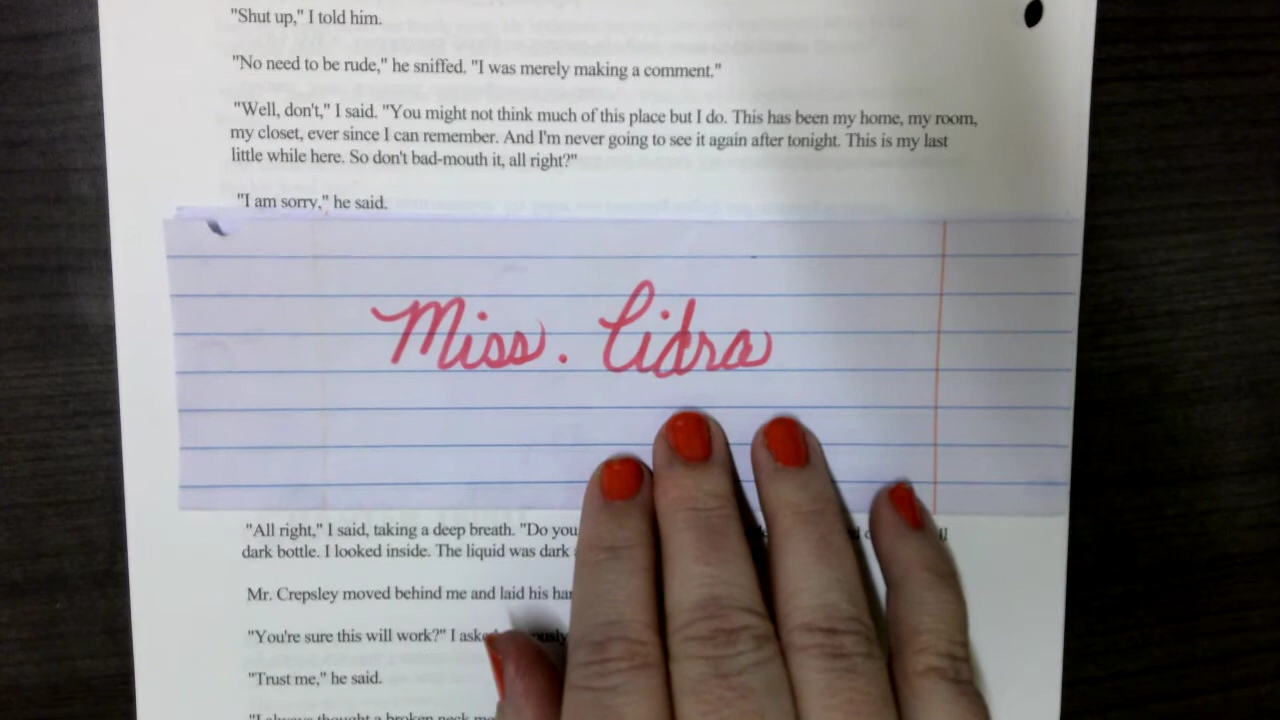 "Shut up," I told him.
"No need to be rude," he sniffed. "I was merely making a comment."
"Well, don't," I said. "You might not think much of this place but I do. This has been my home, my room,
my closet, ever since I can remember. And I'm never going to see it again after tonight. This is my last
little while here. So don't bad-mouth it, all right?"
"I am sorry," he said.
Miss. Cidra
"All right," I said, taking a deep breath. "Do you
dark bottle. I looked inside. The liquid was dark
Mr. Crepsley moved behind me and laid his
"You're sure this will work?" I
"Trust me," he said.
"I always thought a broken neck